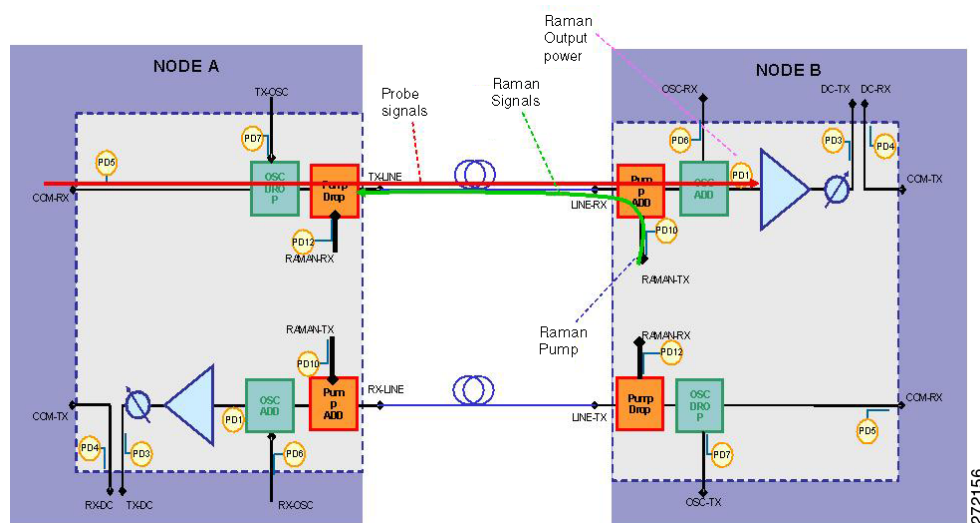 Raman
Output
power
NODE A
NODE B
TX-OSC
Probe
signals
Raman
Signals
OSC-RX
DC-TX
DC-RX
PD7
PD6
PD3
PD4
PD5
OSC
DRO
P
Pump
Drop
TX-LINE
Pum
p
ADD
OSC
ADD
PD1
COM-RX
COM-TX
LINE-RX
PD12
PD10
RAMAN-RX
RAMAN-TX
RAMAN-TX
Raman
Pump
RAMAN-RX
PD10
PD12
RX-LINE
COM-TX
PD1
OSC
ADD
Pum
p
ADD
LINE-TX
Pump
Drop
OSC
DRO
P
COM-RX
PD4
PD3
PD6
PD7
PD5
RX-DC
TX-DC
RX-OSC
OSC-TX
272156